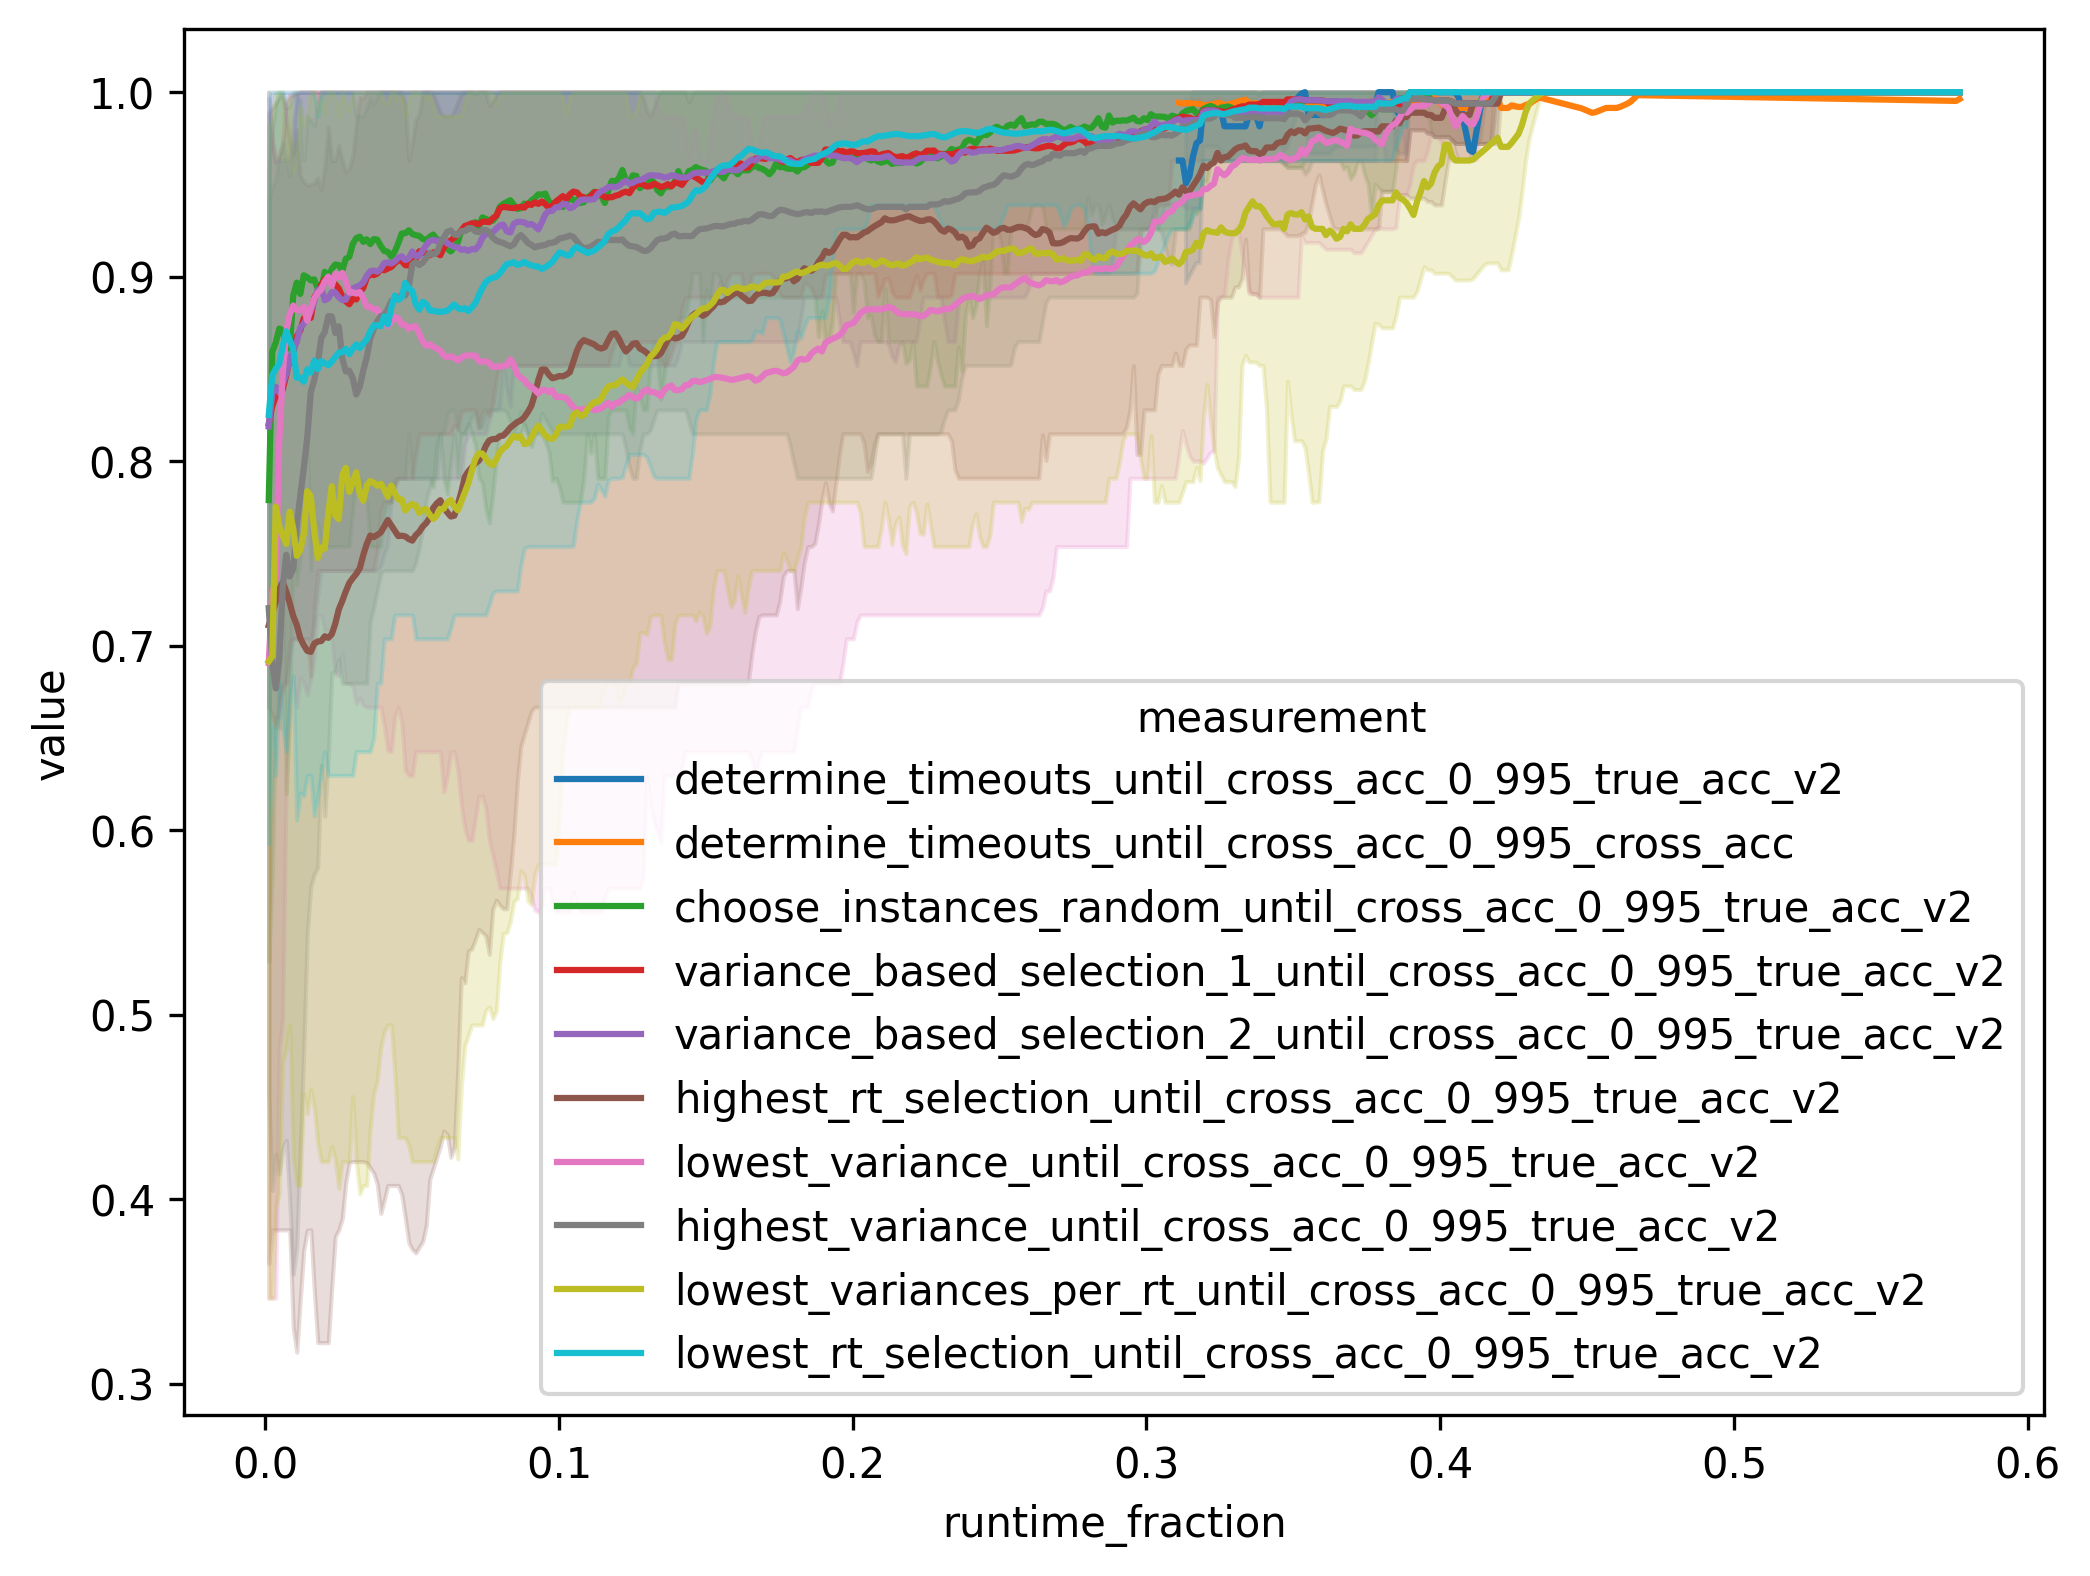 1.0
0.9
0.8
0.7
0.6
0.5
0.4
0.3
value
measurement
determine_timeouts_until_cross_acc_0_995_true_acc_v2
determine_timeouts_until_cross_acc_0_995_cross_acc
choose_instances_random_until_cross_acc_0_995_true_acc_v2
variance_based_selection_1_until_cross_acc_0_995_true_acc_v2
variance_based_selection_2_until_cross_acc_0_995_true_acc_v2
highest_rt_selection_until_cross_acc_0_995_true_acc_v2
lowest_variance_until_cross_acc_0_995_true_acc_v2
highest_variance_until_cross_acc_0_995_true_acc_v2
lowest_variances_per_rt_until_cross_acc_0_995_true_acc_v2
lowest_rt_selection_until_cross_acc_0_995_true_acc_v2
0.0 0.1 0.2 0.3 0.4 0.5 0.6
runtime_fraction